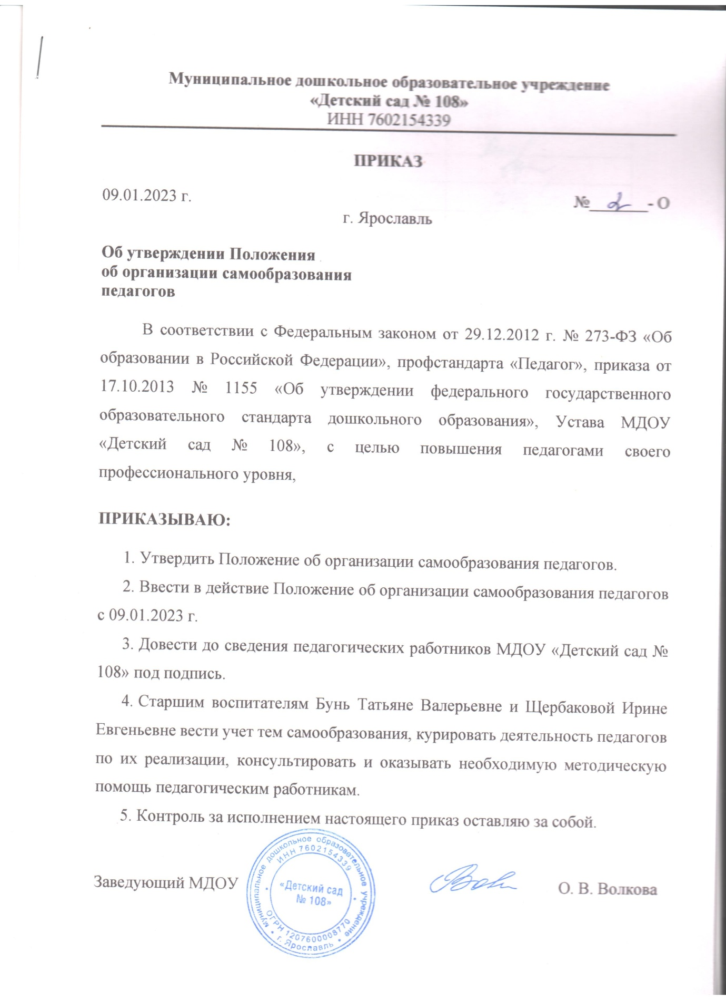 Муниципальное дошкольное образовательное учреждение
«Детский сад № 108»
ИНН 7602154339
ПРИКАЗ
09.01.2023 г.
№ 2 - О
г. Ярославль
Об утверждении Положения
об организации самообразования
педагогов
В соответствии с Федеральным законом от 29.12.2012 г. № 273-ФЗ «Об
образовании в Российской Федерации», профстандарта «Педагог», приказа от
17.10.2013 № 1155 «Об утверждении федерального государственного
образовательного стандарта дошкольного образования», Устава МДОУ
«Детский сад № 108», с целью повышения педагогами своего
профессионального уровня,
ПРИКАЗЫВАЮ:
1. Утвердить Положение об организации самообразования педагогов.
2. Ввести в действие Положение об организации самообразования педагогов
с 09.01.2023 г.
3. Довести до сведения педагогических работников МДОУ «Детский сад №
108» под подпись.
4. Старшим воспитателям Бунь Татьяне Валерьевне и Щербаковой Ирине
Евгеньевне вести учет тем самообразования, курировать деятельность педагогов
по их реализации, консультировать и оказывать необходимую методическую
помощь педагогическим работникам.
5. Контроль за исполнением настоящего приказ оставляю за собой.
Заведующий МДОУ
О. В. Волкова
Муниципальное дошкольное образовательное учреждение
ИНН 7602154339
«Детский сад
№ 108»
ОГРН 1207600008770
г. Ярославль